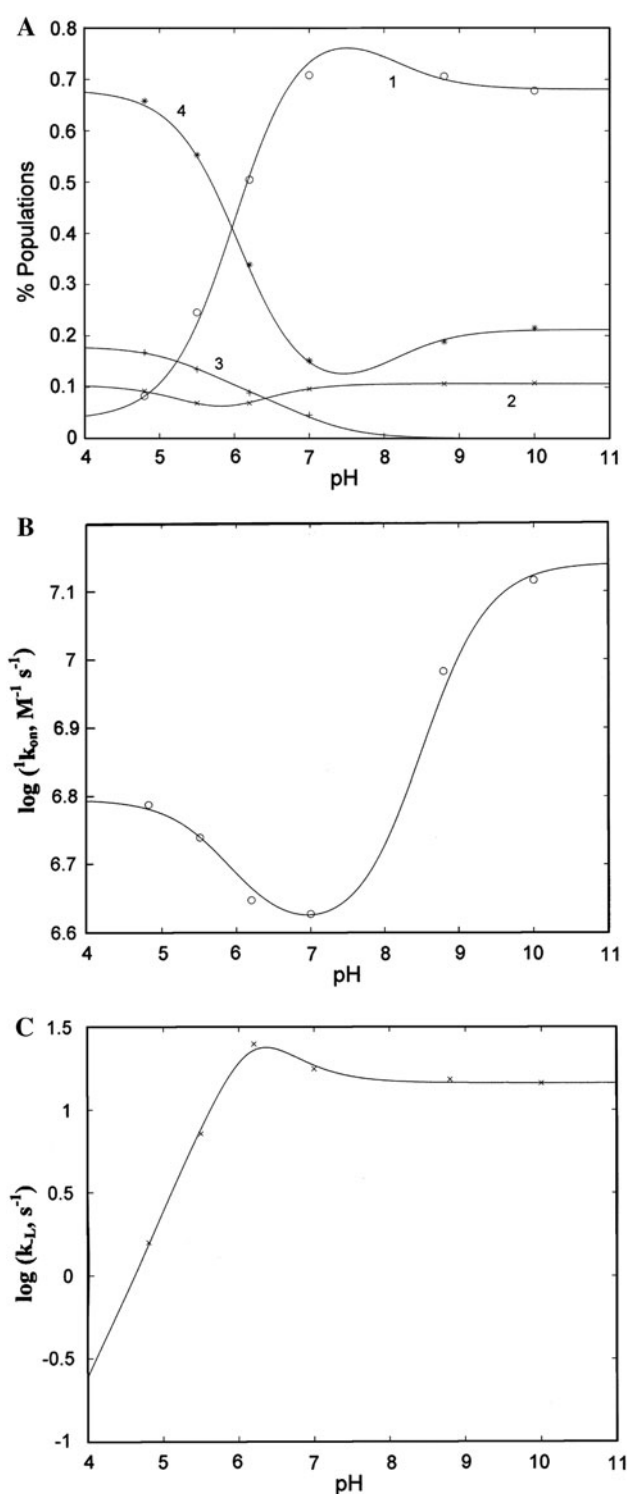 A
0.8
0.7
0.6
0.5
0.4
0.3
0.2
0.1
0
% Populations
1
4
3
2
4 5 6 7 8 9 10 11
pH
B
7.1
7
6.9
6.8
6.7
6.6
log (¹kₒₙ, M⁻¹ s⁻¹)
4 5 6 7 8 9 10 11
pH
C
1.5
1
0.5
0
-0.5
-1
log (k-L, s⁻¹)
4 5 6 7 8 9 10 11
pH